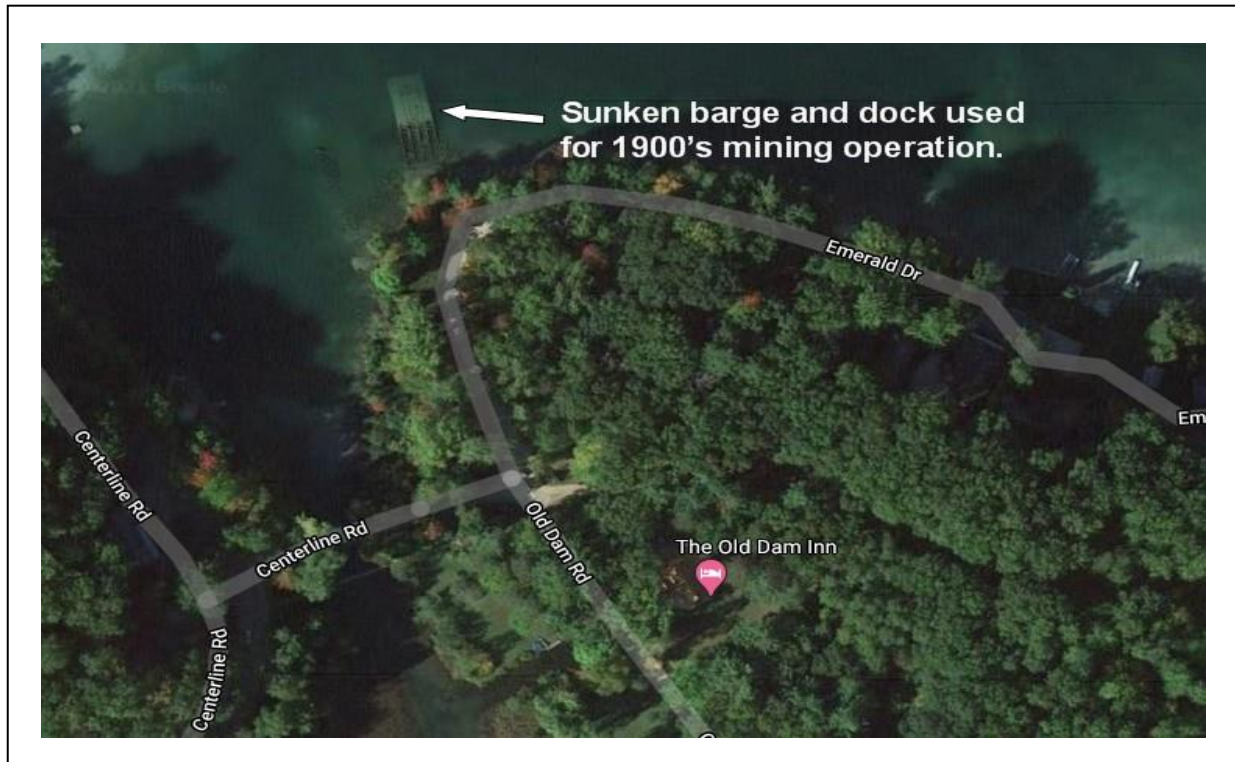 Sunken barge and dock used
for 1900's mining operation.
Emerald Dr
Em
Centerline Rd
Centerline Rd
Old Dam Rd
The Old Dam Inn
Centerline Rd